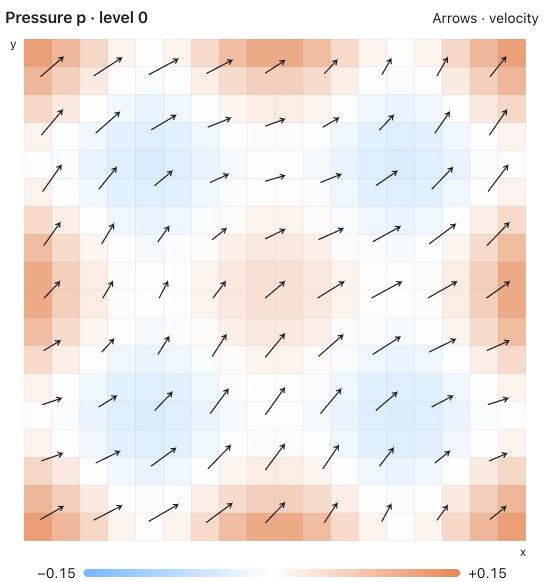 Pressure p · level 0
Arrows · velocity
y
x
−0.15
+0.15